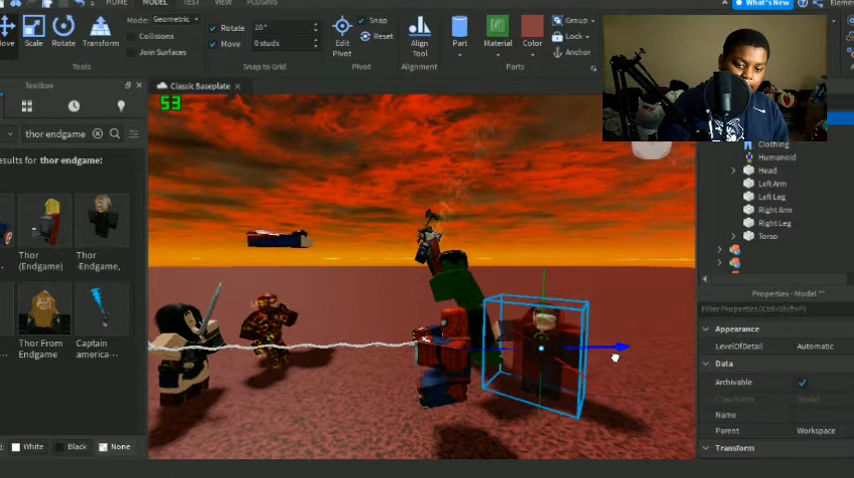 HOME MODEL VIEW PLUGINS
What's New
Move
Scale
Rotate
Transform
Mode: Geometric
Collisions
Join Surfaces
Tools
Rotate 10°
Move 0 studs
Snap to Grid
Edit Pivot
Snap
Reset
Pivot
Align Tool
Alignment
Part
Material
Color
Parts
Group
Lock
Anchor
Toolbox
Classic Baseplate
53
thor endgame
esults for thor endgame:
Thor (Endgame)
Thor -Endgame,
Thor From Endgame
Captain america-...
White Black None
Clothing
Humanoid
Head
Left Arm
Left Leg
Right Arm
Right Leg
Torso
Properties - Model
Filter Properties (Ctrl+Shift+P)
Appearance
LevelOfDetail Automatic
Data
Archivable
ClassName Model
Name
Parent Workspace
Transform